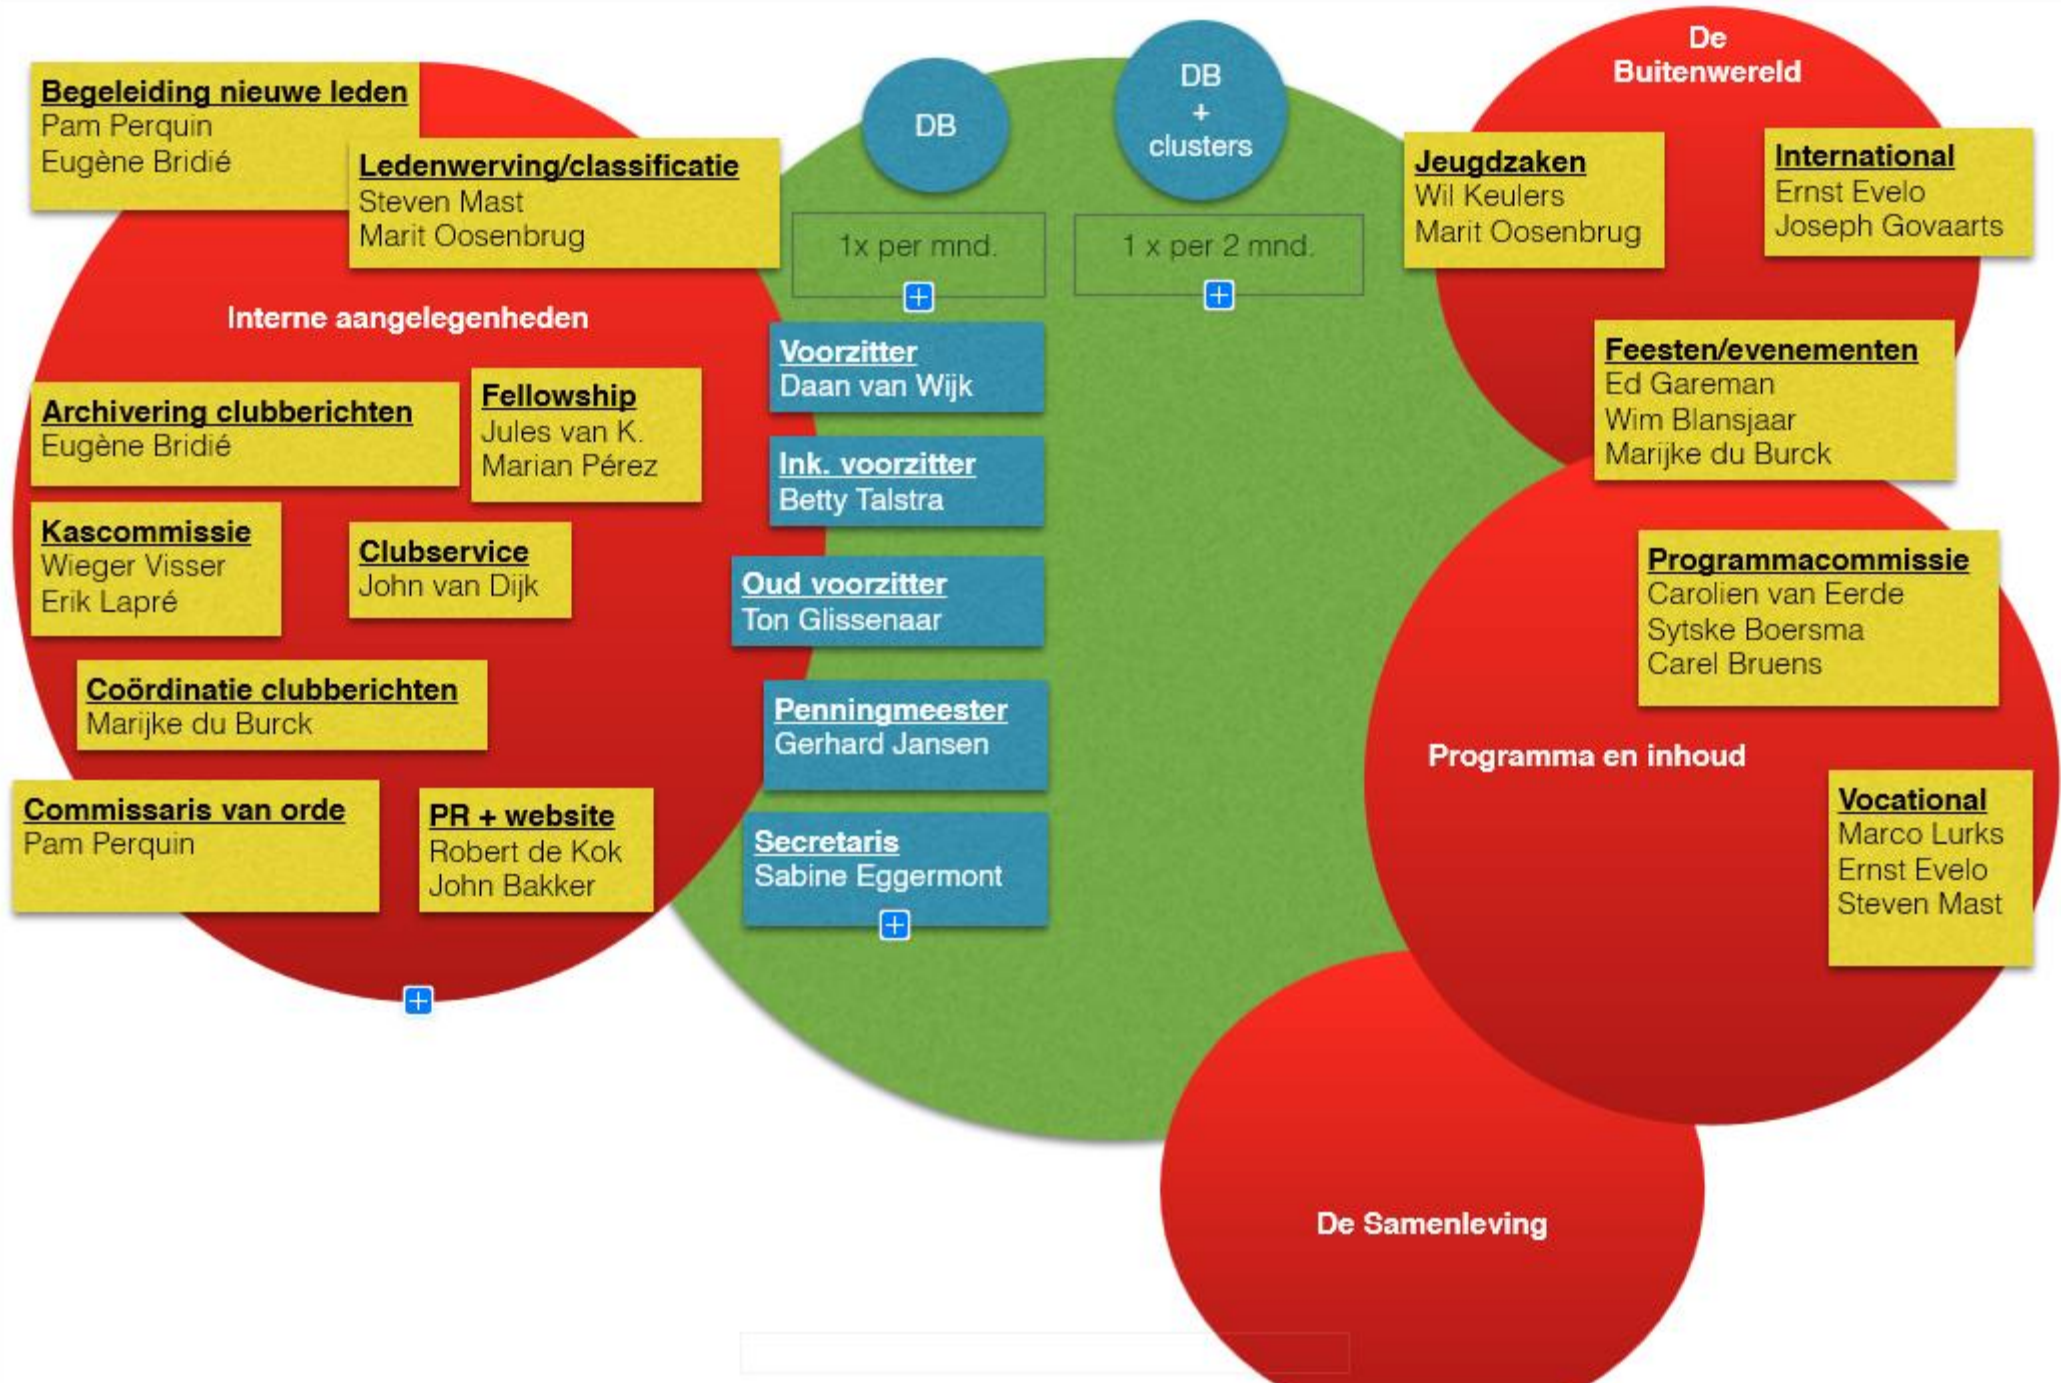 Begeleiding nieuwe leden
Pam Perquin
Eugène Bridié
Ledenwerving/classificatie
Steven Mast
Marit Oosenbrug
Interne aangelegenheden
Archivering clubberichten
Eugène Bridié
Fellowship
Jules van K.
Marian Pérez
Kascommissie
Wieger Visser
Erik Lapré
Clubservice
John van Dijk
Coördinatie clubberichten
Marijke du Burck
Commissaris van orde
Pam Perquin
PR + website
Robert de Kok
John Bakker
DB
1x per mnd.
DB
+
clusters
1 x per 2 mnd.
Voorzitter
Daan van Wijk
Ink. voorzitter
Betty Talstra
Oud voorzitter
Ton Glissenaar
Penningmeester
Gerhard Jansen
Secretaris
Sabine Eggermont
De
Buitenwereld
Jeugdzaken
Wil Keulers
Marit Oosenbrug
International
Ernst Evelo
Joseph Govaarts
Feesten/evenementen
Ed Gareman
Wim Blansjaar
Marijke du Burck
Programmacommissie
Carolien van Eerde
Sytske Boersma
Carel Bruens
Programma en inhoud
Vocational
Marco Lurks
Ernst Evelo
Steven Mast
De Samenleving